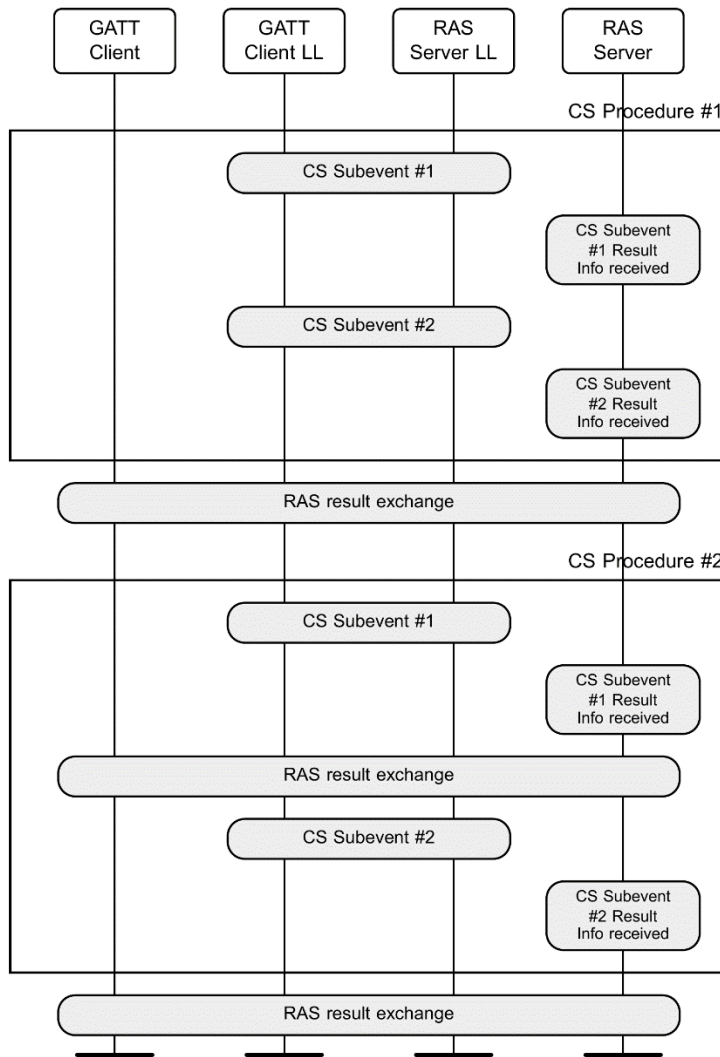 GATT
Client
GATT
Client LL
RAS
Server LL
RAS
Server
CS Procedure #1
CS Subevent #1
CS Subevent
#1 Result
Info received
CS Subevent #2
CS Subevent
#2 Result
Info received
RAS result exchange
CS Procedure #2
CS Subevent #1
CS Subevent
#1 Result
Info received
RAS result exchange
CS Subevent #2
CS Subevent
#2 Result
Info received
RAS result exchange